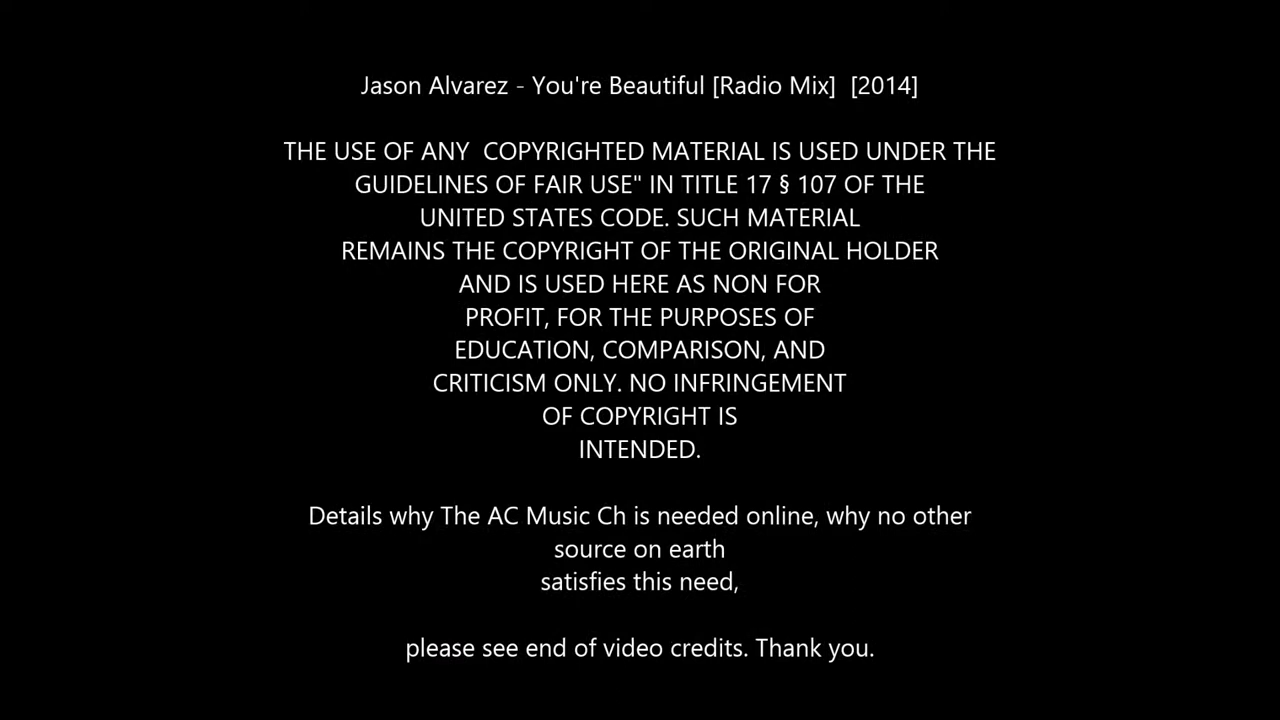 Jason Alvarez - You're Beautiful [Radio Mix]  [2014]
THE USE OF ANY  COPYRIGHTED MATERIAL IS USED UNDER THE
GUIDELINES OF FAIR USE" IN TITLE 17 § 107 OF THE
UNITED STATES CODE. SUCH MATERIAL
REMAINS THE COPYRIGHT OF THE ORIGINAL HOLDER
AND IS USED HERE AS NON FOR
PROFIT, FOR THE PURPOSES OF
EDUCATION, COMPARISON, AND
CRITICISM ONLY. NO INFRINGEMENT
OF COPYRIGHT IS
INTENDED.
Details why The AC Music Ch is needed online, why no other
source on earth
satisfies this need,
please see end of video credits. Thank you.